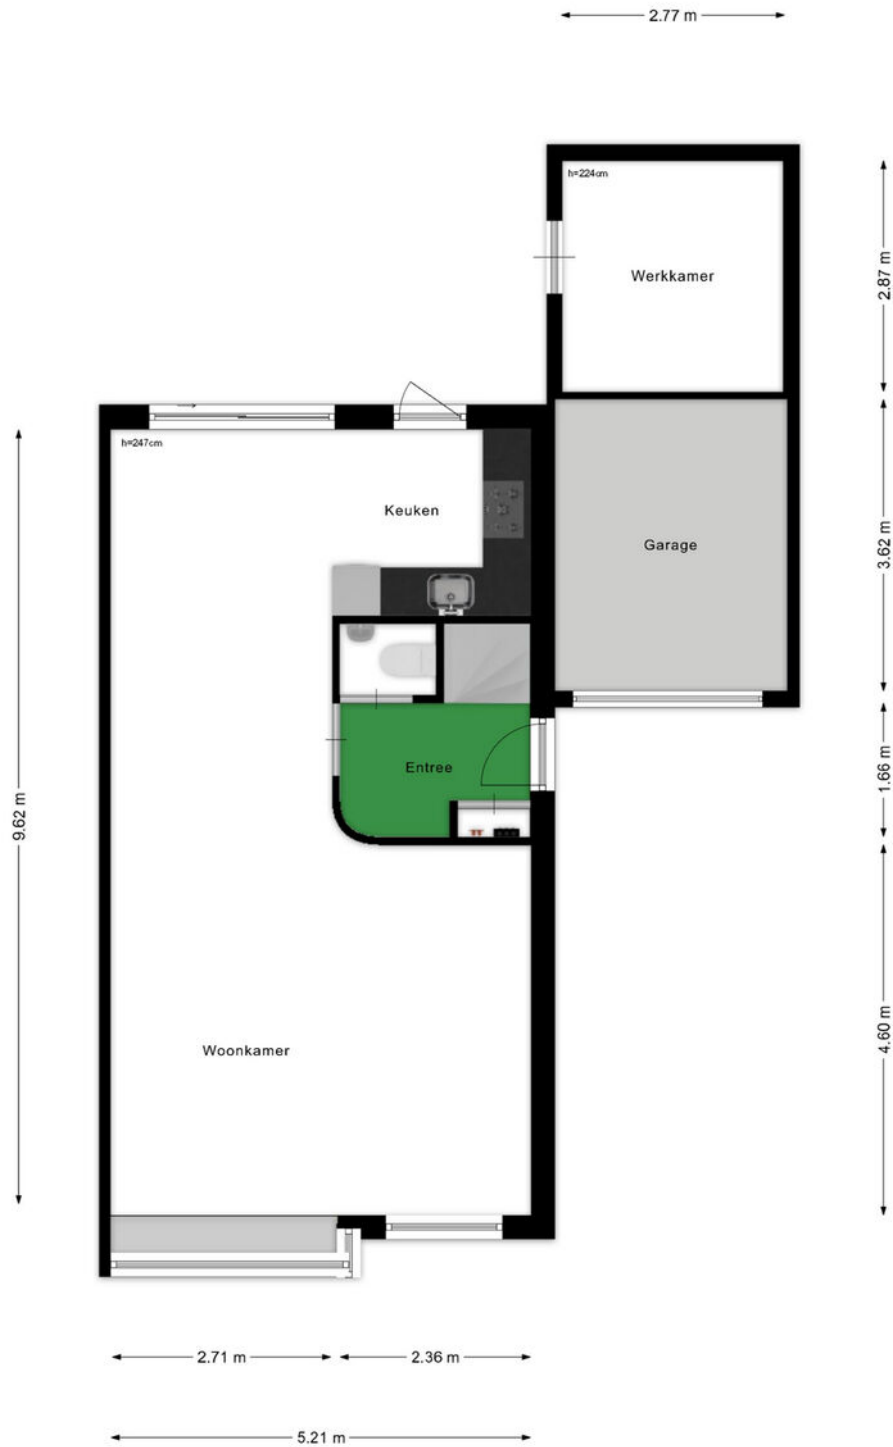 2.77 m
h=224cm
Werkkamer
2.87 m
h=247cm
Keuken
Garage
3.62 m
Entree
1.66 m
9.62 m
Woonkamer
4.60 m
2.71 m
2.36 m
5.21 m